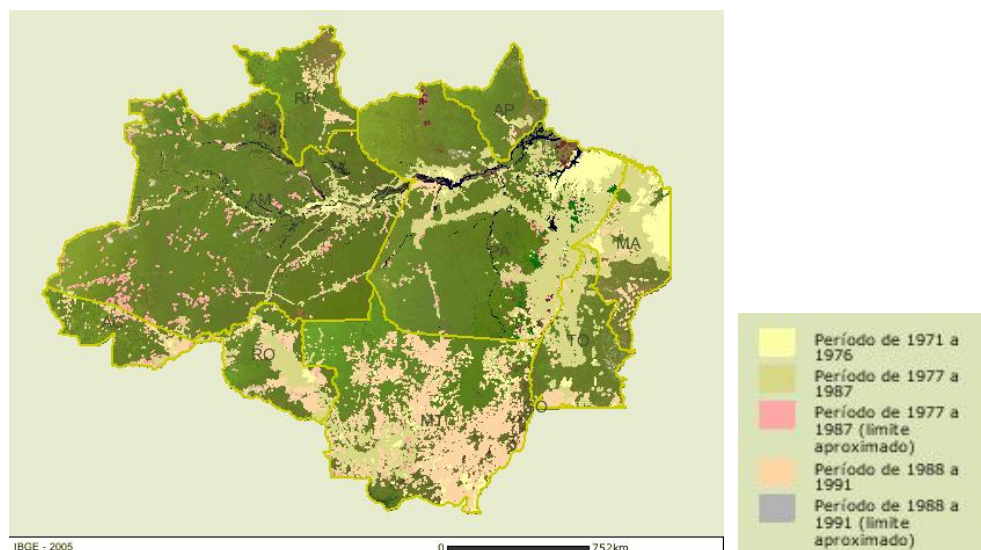 RR
AP
AM
PA
MA
AC
TO
RO
MT
GO
IBGE - 2005
0 752km
Período de 1971 a
1976
Período de 1977 a
1987
Período de 1977 a
1987 (limite
aproximado)
Período de 1988 a
1991
Período de 1988 a
1991 (limite
aproximado)